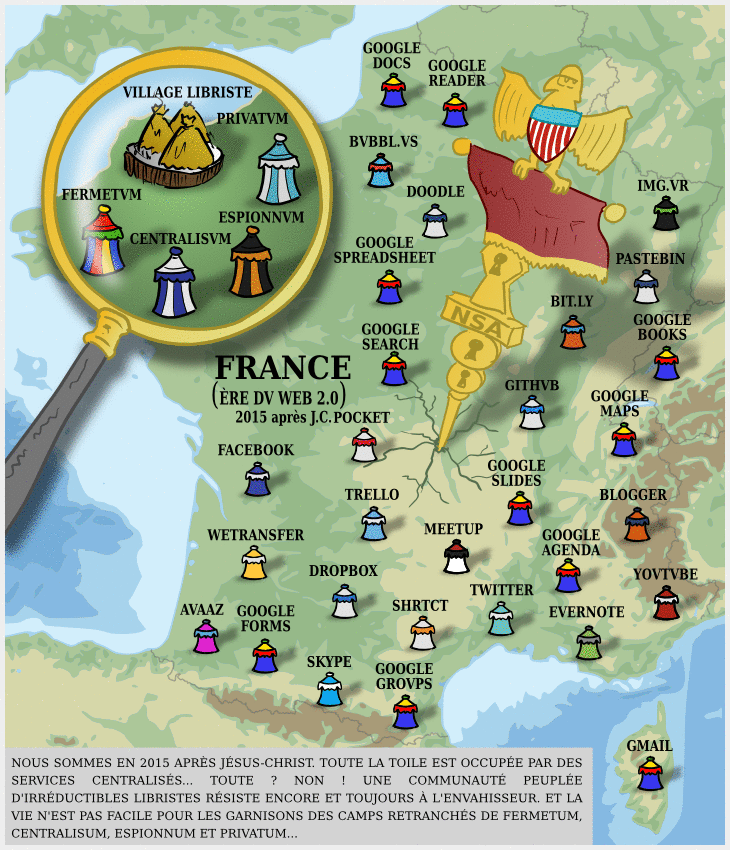 GOOGLE
DOCS
GOOGLE
READER
VILLAGE LIBRISTE
PRIVATVM
BVBBL.VS
FERMETVM
DOODLE
IMG.VR
ESPIONNVM
CENTRALISVM
GOOGLE
SPREADSHEET
PASTEBIN
BIT.LY
NSA
GOOGLE
BOOKS
GOOGLE
SEARCH
FRANCE
(ÈRE DV WEB 2.0)
2015 après J.C.
POCKET
GITHVB
GOOGLE
MAPS
FACEBOOK
GOOGLE
SLIDES
TRELLO
BLOGGER
WETRANSFER
MEETUP
GOOGLE
AGENDA
DROPBOX
YOVTVBE
TWITTER
AVAAZ
GOOGLE
FORMS
SHRTCT
EVERNOTE
SKYPE
GOOGLE
GROVPS
GMAIL
NOUS SOMMES EN 2015 APRÈS JÉSUS-CHRIST. TOUTE LA TOILE EST OCCUPÉE PAR DES
SERVICES CENTRALISÉS... TOUTE ? NON ! UNE COMMUNAUTÉ PEUPLÉE
D'IRRÉDUCTIBLES LIBRISTES RÉSISTE ENCORE ET TOUJOURS À L'ENVAHISSEUR. ET LA
VIE N'EST PAS FACILE POUR LES GARNISONS DES CAMPS RETRANCHÉS DE FERMETUM,
CENTRALISUM, ESPIONNUM ET PRIVATUM...